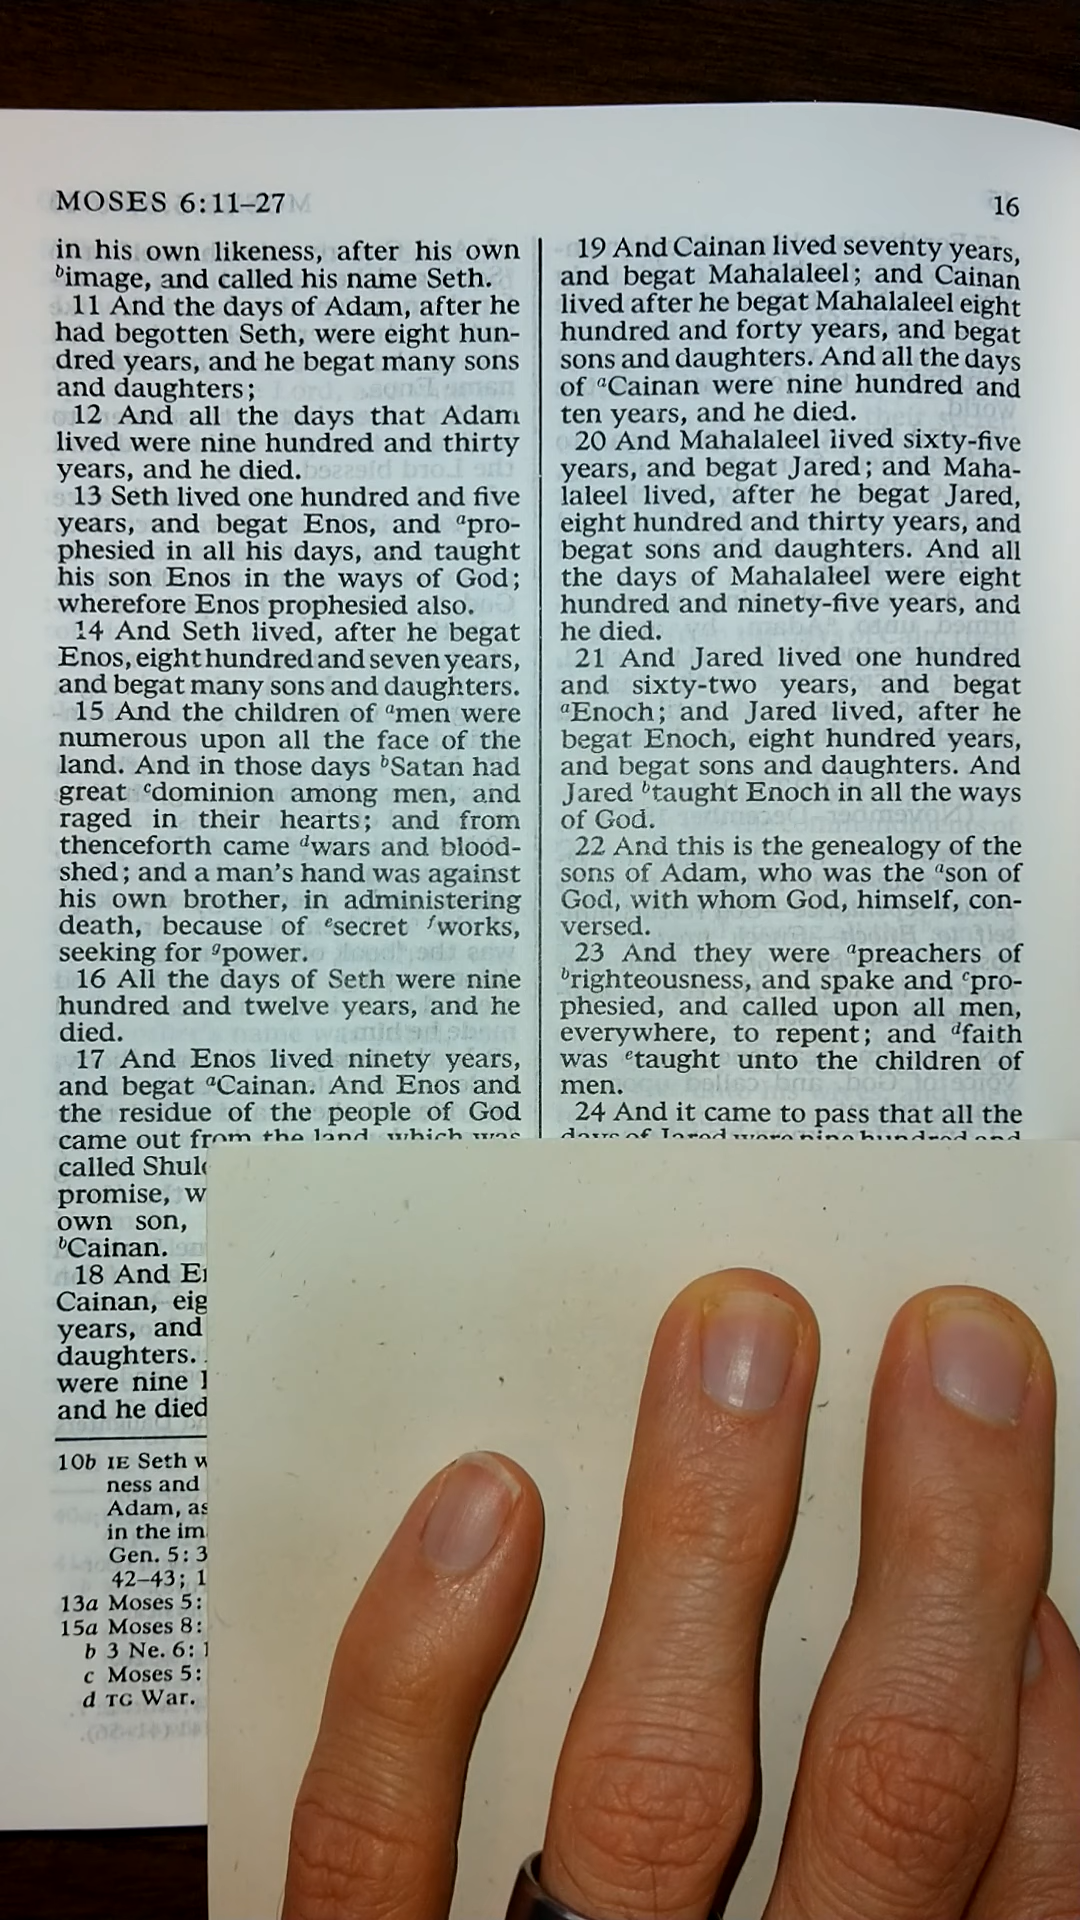 MOSES 6:11–27
16
in his own likeness, after his own
bimage, and called his name Seth.
11 And the days of Adam, after he
had begotten Seth, were eight hun-
dred years, and he begat many sons
and daughters;
12 And all the days that Adam
lived were nine hundred and thirty
years, and he died.
13 Seth lived one hundred and five
years, and begat Enos, and apro-
phesied in all his days, and taught
his son Enos in the ways of God;
wherefore Enos prophesied also.
14 And Seth lived, after he begat
Enos, eight hundred and seven years,
and begat many sons and daughters.
15 And the children of amen were
numerous upon all the face of the
land. And in those days bSatan had
great cdominion among men, and
raged in their hearts; and from
thenceforth came dwars and blood-
shed; and a man's hand was against
his own brother, in administering
death, because of esecret fworks,
seeking for gpower.
16 All the days of Seth were nine
hundred and twelve years, and he
died.
17 And Enos lived ninety years,
and begat aCainan. And Enos and
the residue of the people of God
came out from the land, which was
called
promise,
own son,
bCainan.
18 And
Cainan,
years, and
daughters.
were nine
and he died
10b IE Seth
ness and
Adam, as
in the
Gen. 5:3
42–43;
13a Moses 5:
15a Moses 8:
b 3 Ne. 6:
c Moses 5:
d TG War.
19 And Cainan lived seventy years,
and begat Mahalaleel; and Cainan
lived after he begat Mahalaleel eight
hundred and forty years, and begat
sons and daughters. And all the days
of aCainan were nine hundred and
ten years, and he died.
20 And Mahalaleel lived sixty-five
years, and begat Jared; and Maha-
laleel lived, after he begat Jared,
eight hundred and thirty years, and
begat sons and daughters. And all
the days of Mahalaleel were eight
hundred and ninety-five years, and
he died.
21 And Jared lived one hundred
and sixty-two years, and begat
aEnoch; and Jared lived, after he
begat Enoch, eight hundred years,
and begat sons and daughters. And
Jared btaught Enoch in all the ways
of God.
22 And this is the genealogy of the
sons of Adam, who was the ason of
God, with whom God, himself, con-
versed.
23 And they were apreachers of
brighteousness, and spake and cpro-
phesied, and called upon all men,
everywhere, to repent; and dfaith
was etaught unto the children of
men.
24 And it came to pass that all the
days of Jared were nine hundred and